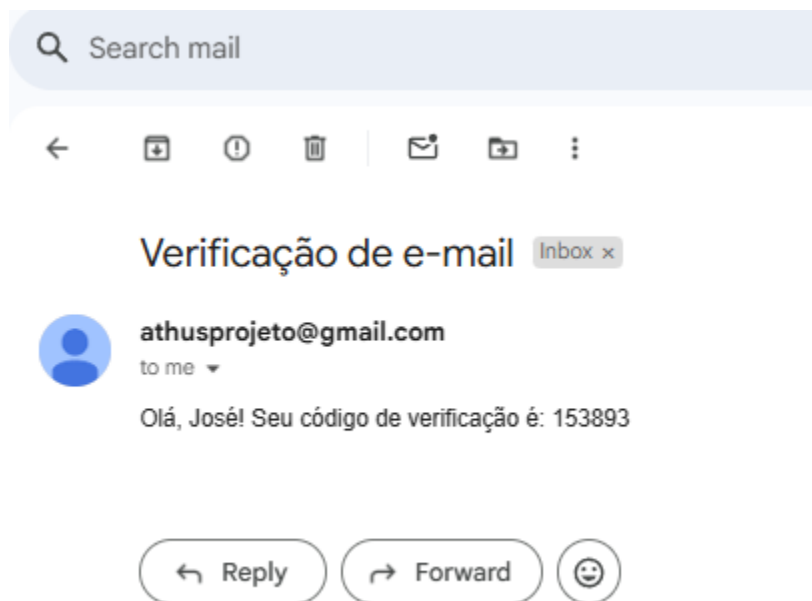 Search mail
Verificação de e-mail Inbox ×
athusprojeto@gmail.com
to me
Olá, José! Seu código de verificação é: 153893
Reply Forward